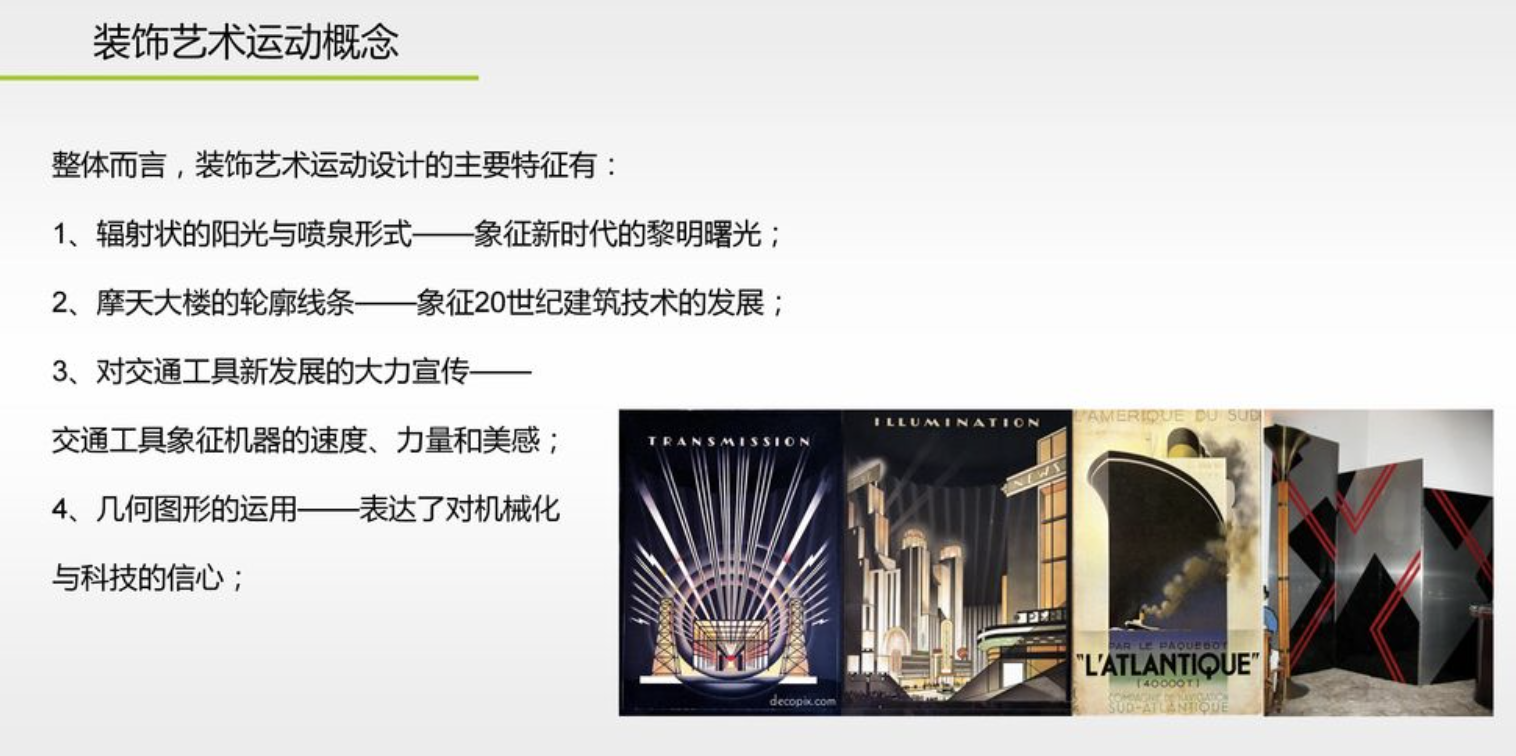 装饰艺术运动概念
整体而言，装饰艺术运动设计的主要特征有：
1、辐射状的阳光与喷泉形式——象征新时代的黎明曙光；
2、摩天大楼的轮廓线条——象征20世纪建筑技术的发展；
3、对交通工具新发展的大力宣传——
交通工具象征机器的速度、力量和美感；
4、几何图形的运用——表达了对机械化
与科技的信心；
TRANSMISSION
decopix.com
ILLUMINATION
NEWS
L'AMERIQUE DU SUD
PAR LE PAQUEBOT
"L'ATLANTIQUE"
(40000T)
COMPAGNIE DE NAVIGATION
SUD-ATLANTIQUE